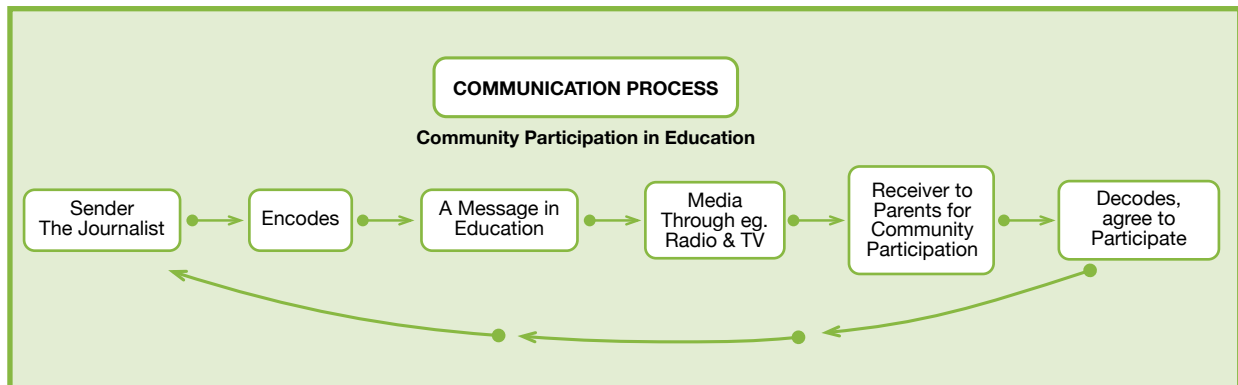 COMMUNICATION PROCESS
Community Participation in Education
Sender
The Journalist
Encodes
A Message in
Education
Media
Through eg.
Radio & TV
Receiver to
Parents for
Community
Participation
Decodes,
agree to
Participate